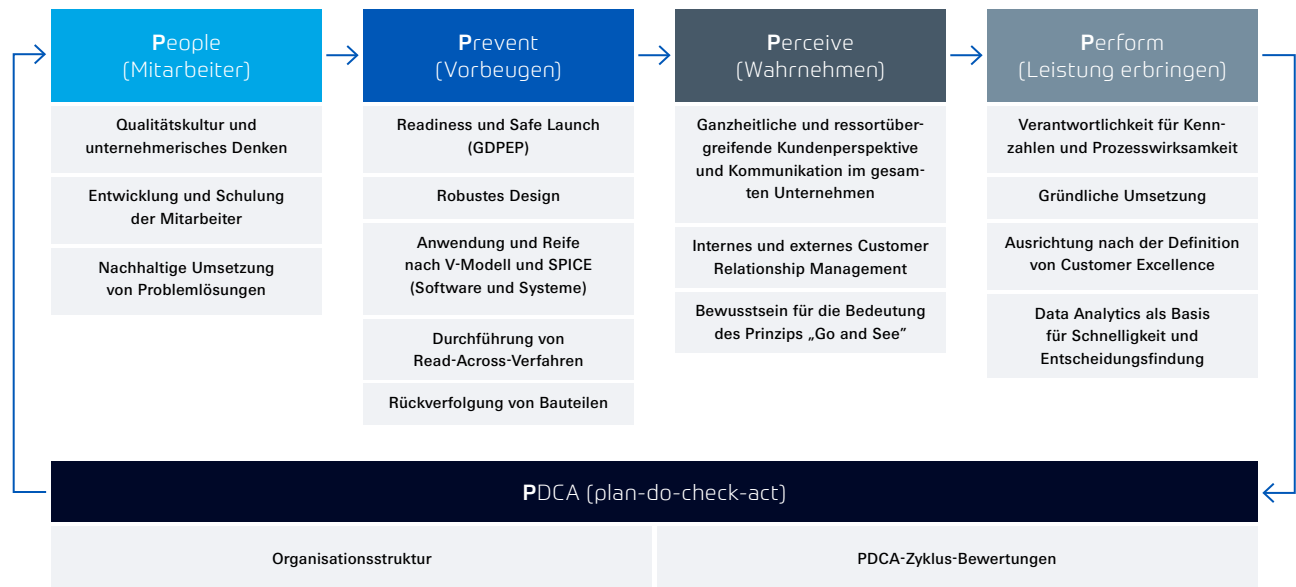 People
(Mitarbeiter)
Qualitätskultur und
unternehmerisches Denken
Entwicklung und Schulung
der Mitarbeiter
Nachhaltige Umsetzung
von Problemlösungen
Prevent
(Vorbeugen)
Readiness und Safe Launch
(GDPEP)
Robustes Design
Anwendung und Reife
nach V-Modell und SPICE
(Software und Systeme)
Durchführung von
Read-Across-Verfahren
Rückverfolgung von Bauteilen
Perceive
(Wahrnehmen)
Ganzheitliche und ressortüber-
greifende Kundenperspektive
und Kommunikation im gesam-
ten Unternehmen
Internes und externes Customer
Relationship Management
Bewusstsein für die Bedeutung
des Prinzips „Go and See”
Perform
(Leistung erbringen)
Verantwortlichkeit für Kenn-
zahlen und Prozesswirksamkeit
Gründliche Umsetzung
Ausrichtung nach der Definition
von Customer Excellence
Data Analytics als Basis
für Schnelligkeit und
Entscheidungsfindung
PDCA (plan-do-check-act)
Organisationsstruktur
PDCA-Zyklus-Bewertungen